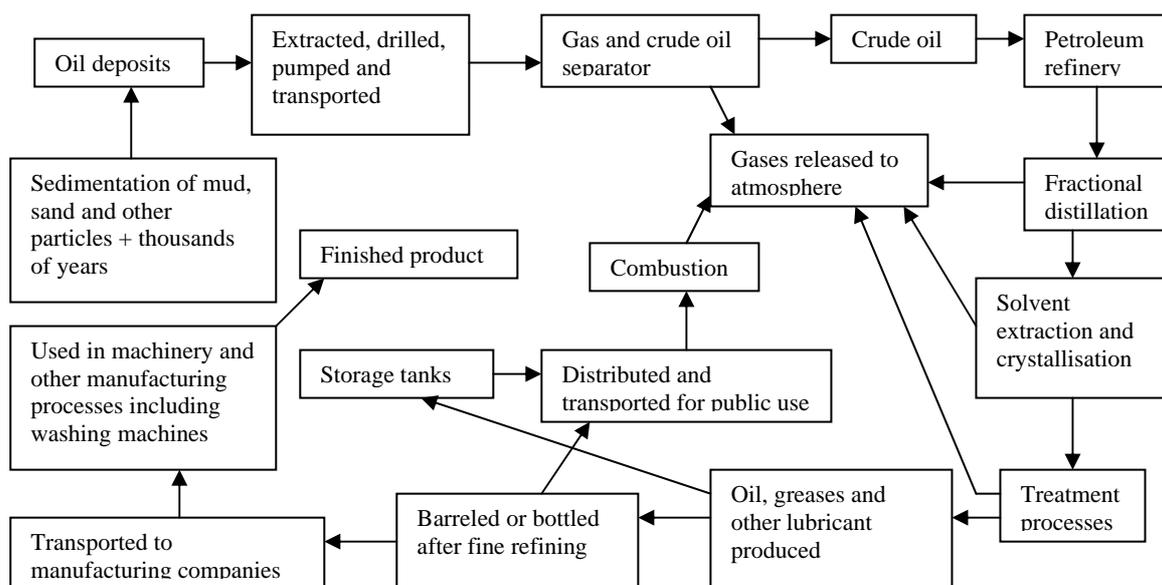 Oil deposits
Extracted, drilled,
pumped and
transported
Gas and crude oil
separator
Crude oil
Petroleum
refinery
Sedimentation of mud,
sand and other
particles + thousands
of years
Gases released to
atmosphere
Fractional
distillation
Finished product
Combustion
Solvent
extraction and
crystallisation
Used in machinery and
other manufacturing
processes including
washing machines
Storage tanks
Distributed and
transported for public use
Treatment
processes
Oil, greases and
other lubricant
produced
Barreled or bottled
after fine refining
Transported to
manufacturing companies